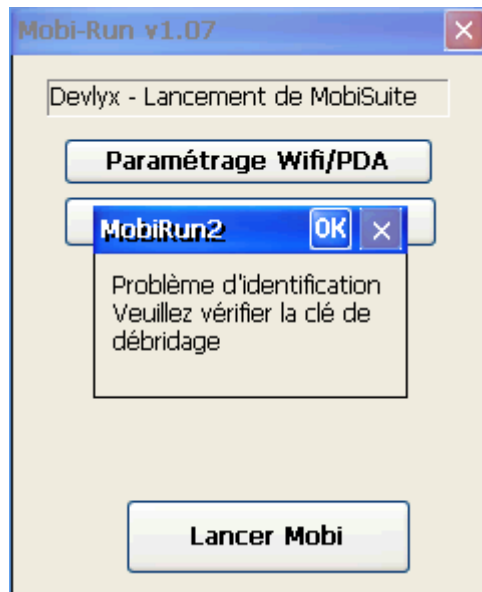 Mobi-Run v1.07
Devlyx - Lancement de MobiSuite
Paramétrage Wifi/PDA
MobiRun2 OK
Problème d'identification
Veuillez vérifier la clé de
débridage
Lancer Mobi